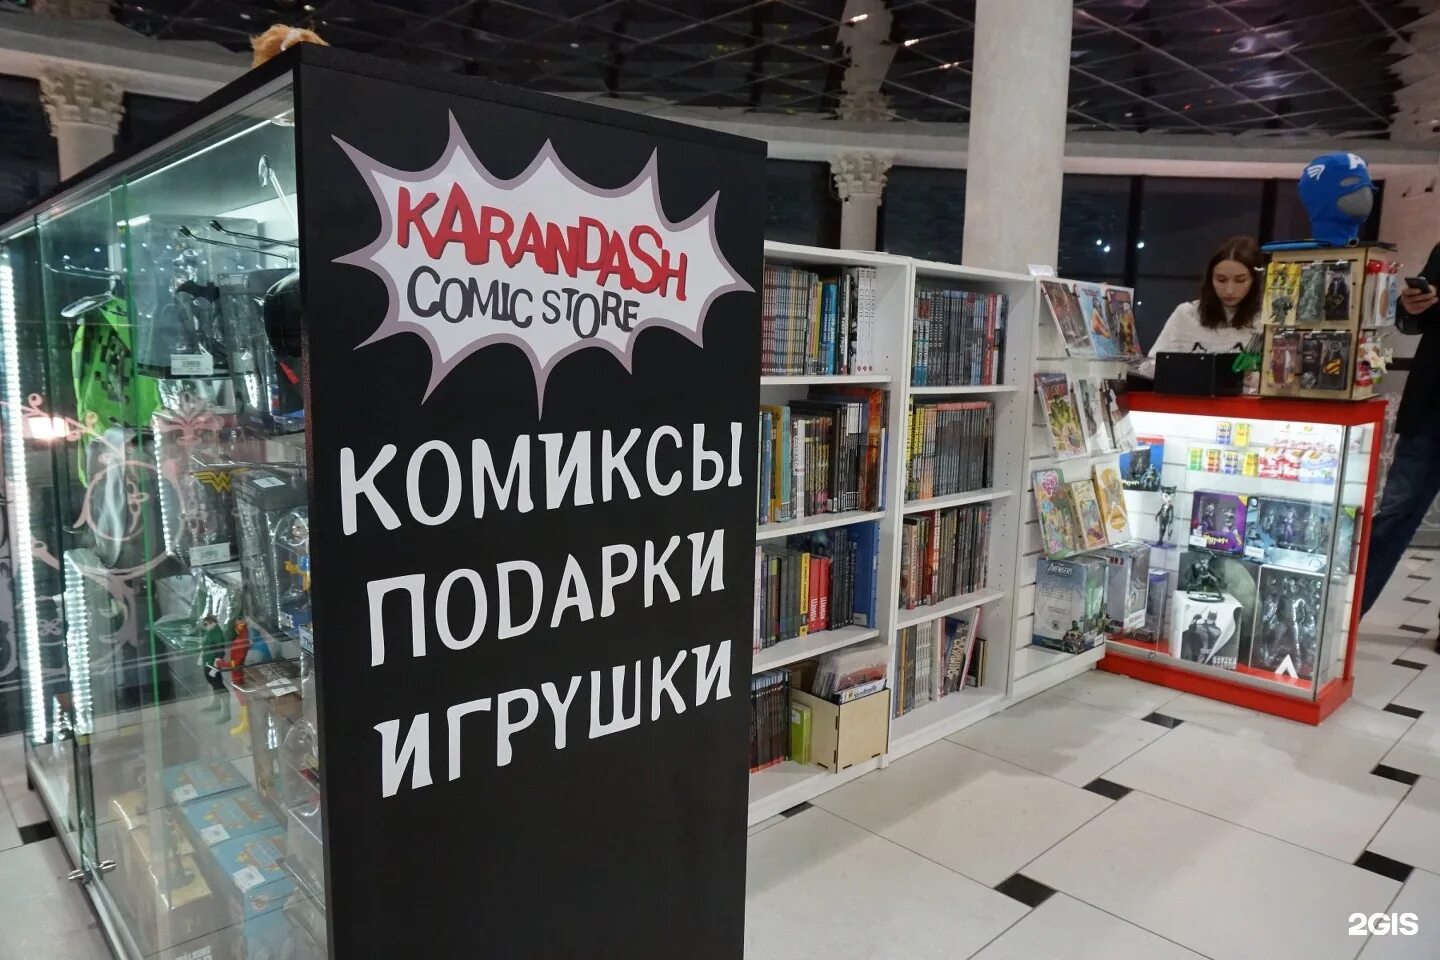 KARANDASH
COMIC STORE
КОМИКСЫ
ПОДАРКИ
ИГРУШКИ
2GIS